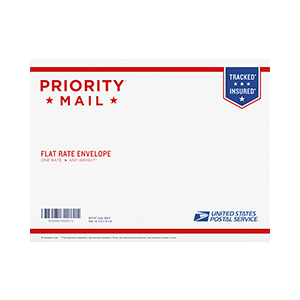 PRIORITY
★ MAIL ★
TRACKED*
★★★
INSURED*
FLAT RATE ENVELOPE
ONE RATE ★ ANY WEIGHT*
UNITED STATES
POSTAL SERVICE